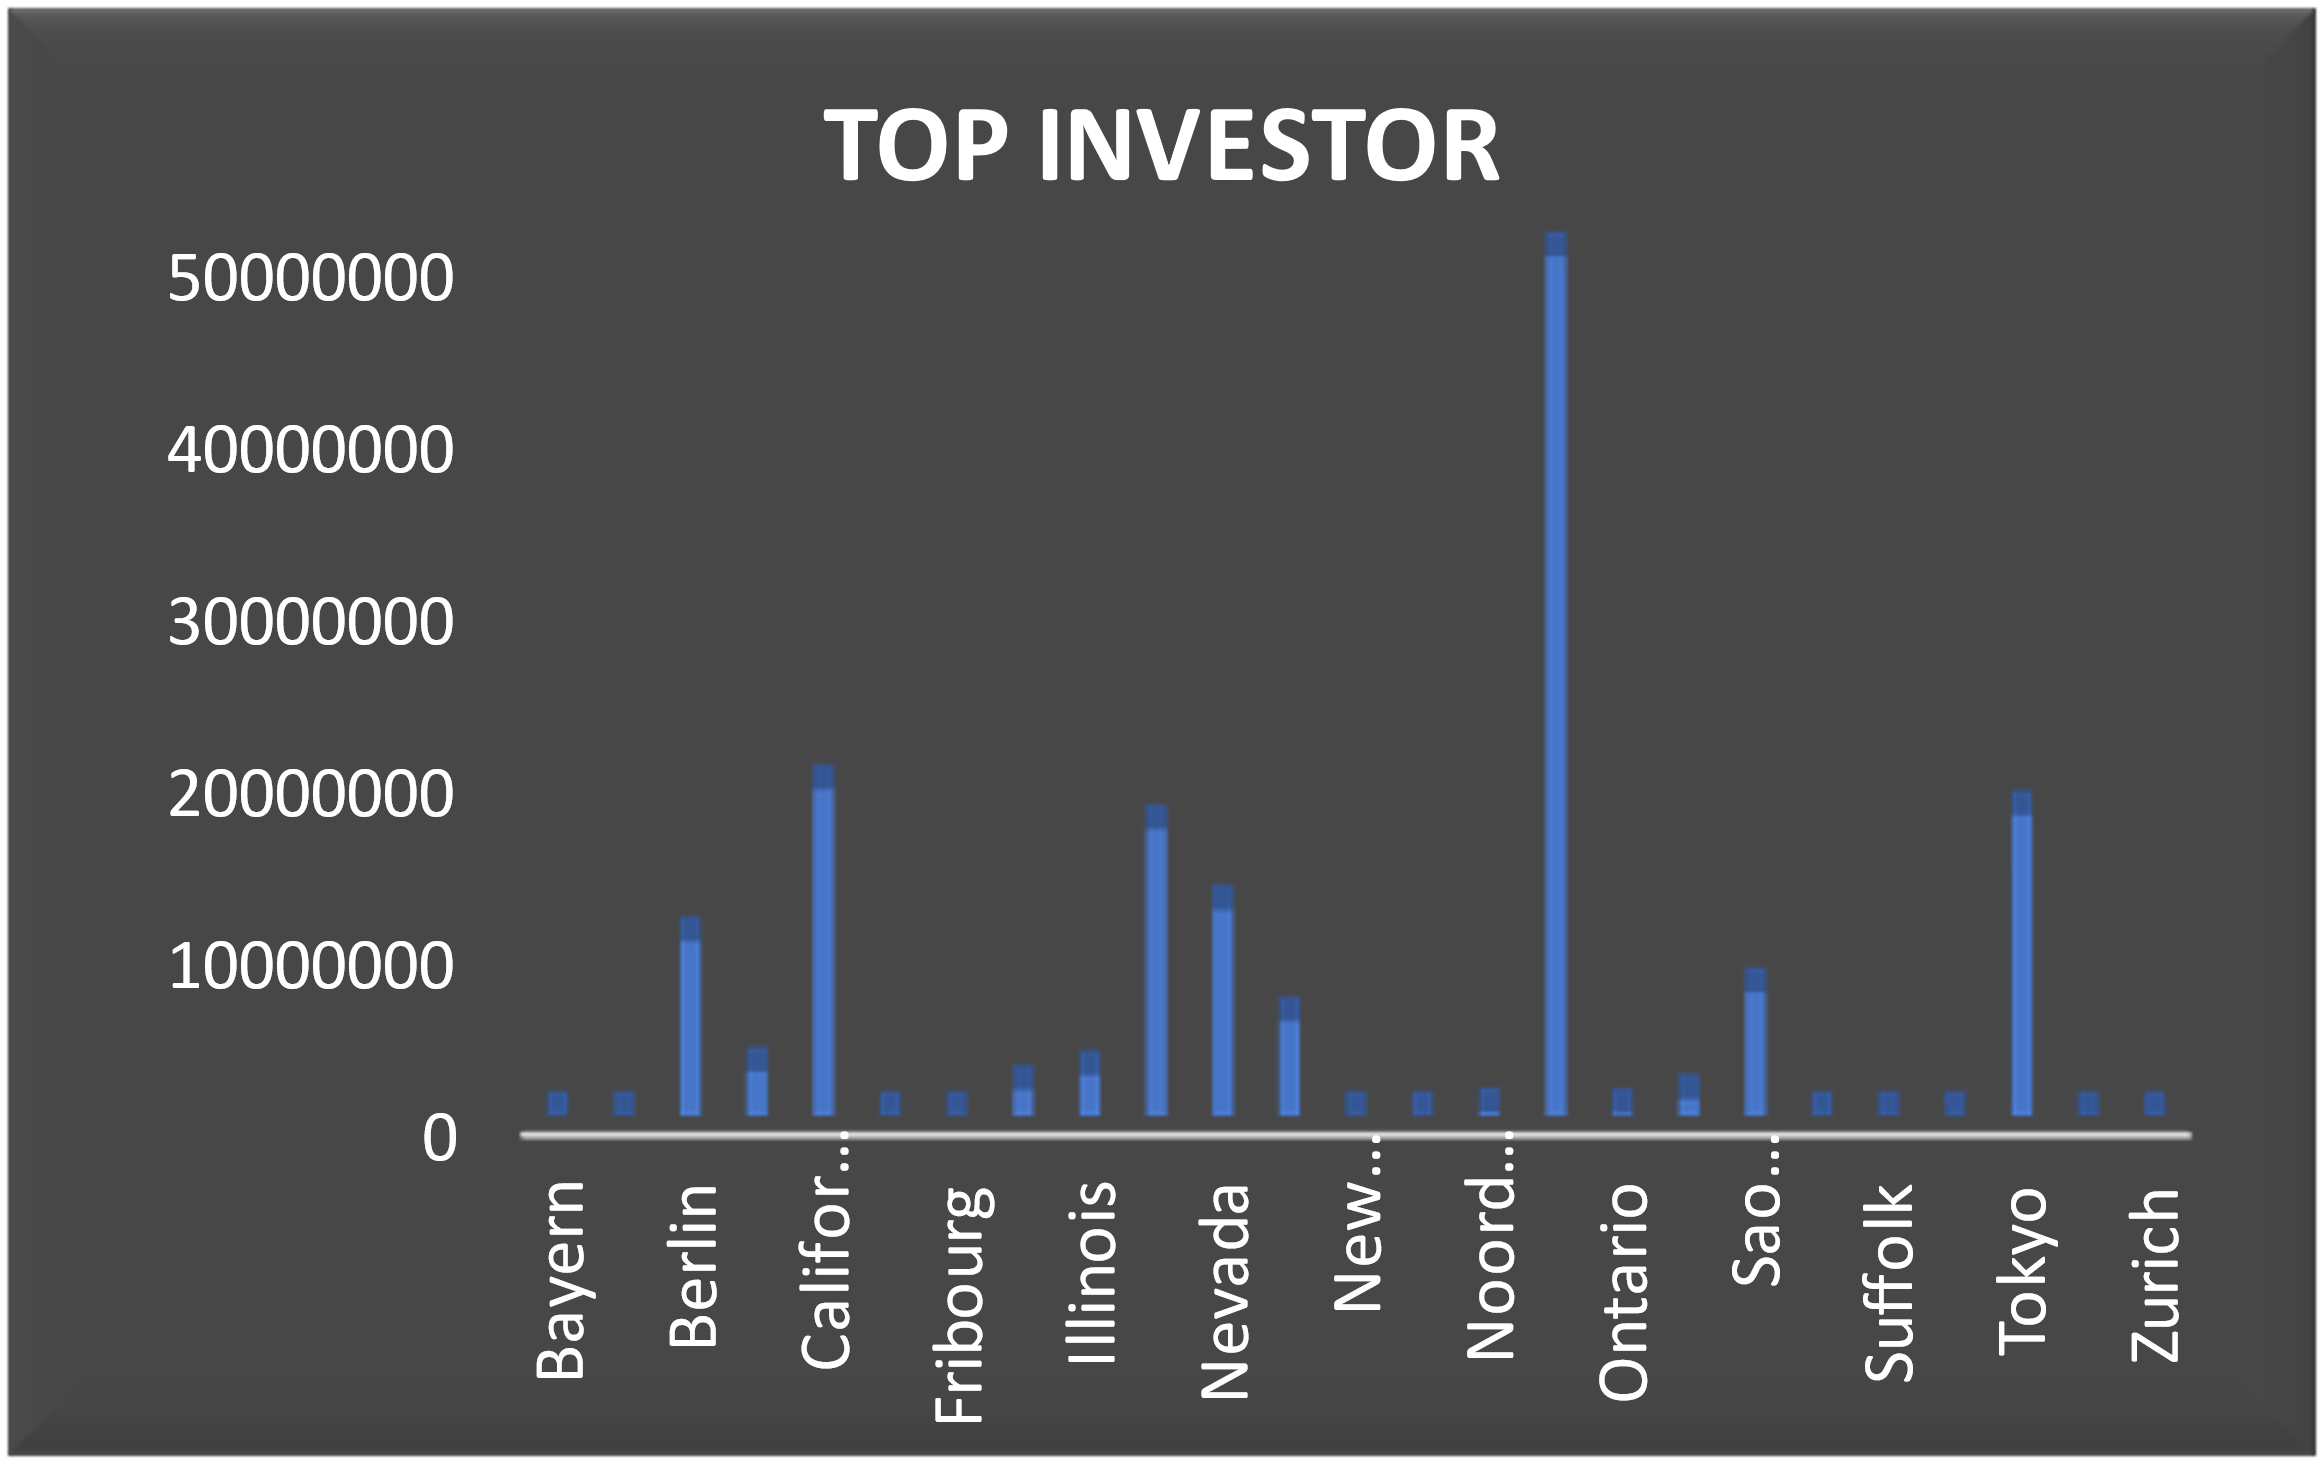 TOP INVESTOR
50000000
40000000
30000000
20000000
10000000
0
Bayern
Berlin
Califor...
Fribourg
Illinois
Nevada
New...
Noord...
Ontario
Sao...
Suffolk
Tokyo
Zurich